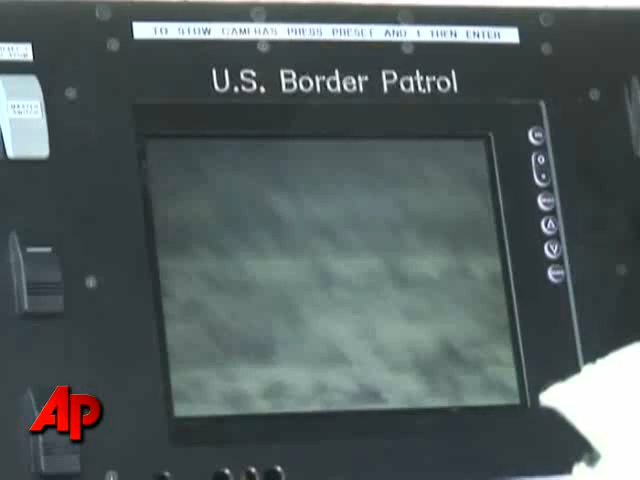 TO STOW CAMERAS PRESS PRESET AND 1 THEN ENTER
U.S. Border Patrol
AP